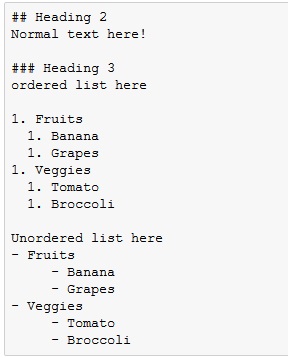 ## Heading 2
Normal text here!

### Heading 3
ordered list here

1. Fruits
  1. Banana
  1. Grapes
1. Veggies
  1. Tomato
  1. Broccoli

Unordered list here
- Fruits
     - Banana
     - Grapes
- Veggies
     - Tomato
     - Broccoli